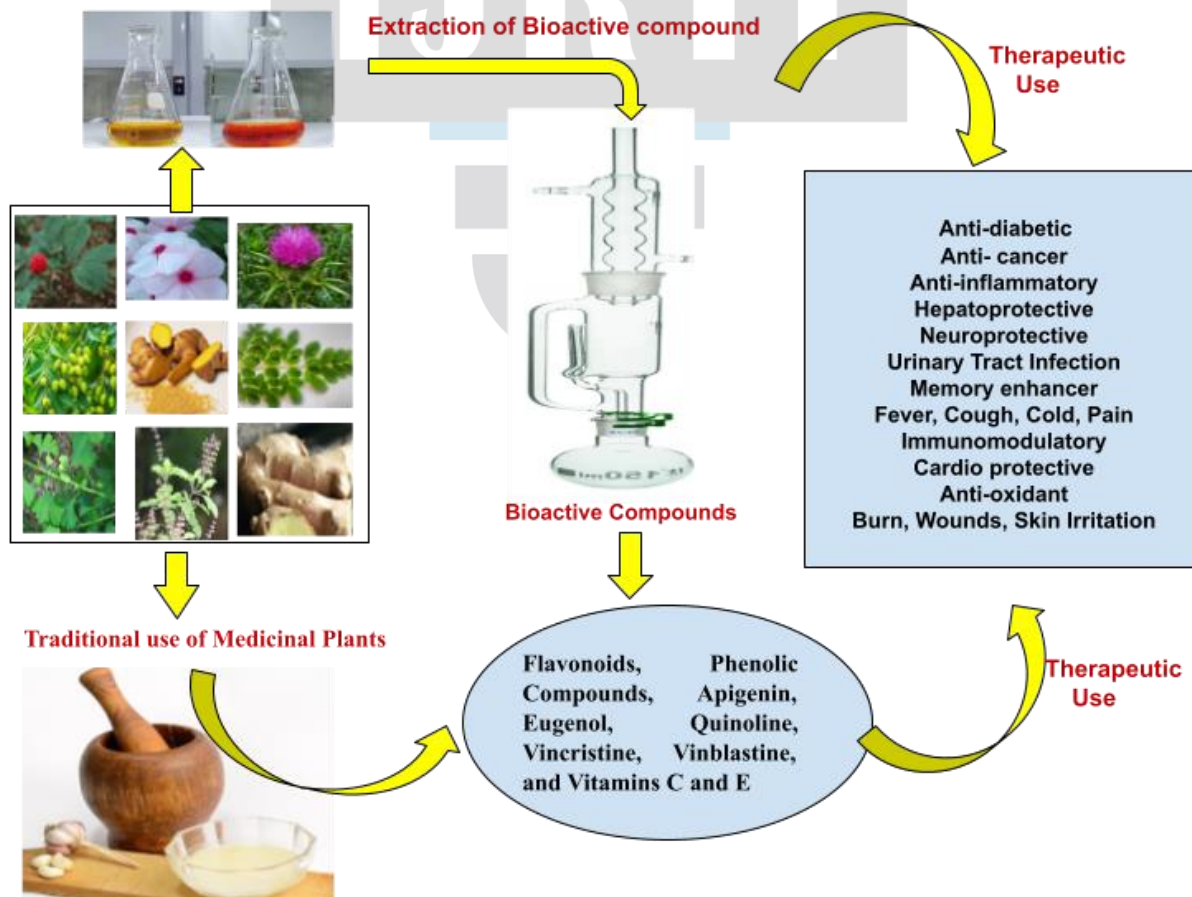 Extraction of Bioactive compound
Therapeutic
Use
Anti-diabetic
Anti- cancer
Anti-inflammatory
Hepatoprotective
Neuroprotective
Urinary Tract Infection
Memory enhancer
Fever, Cough, Cold, Pain
Immunomodulatory
Cardio protective
Anti-oxidant
Burn, Wounds, Skin Irritation
Bioactive Compounds
Traditional use of Medicinal Plants
Flavonoids, Phenolic
Compounds, Apigenin,
Eugenol, Quinoline,
Vincristine, Vinblastine,
and Vitamins C and E
Therapeutic
Use